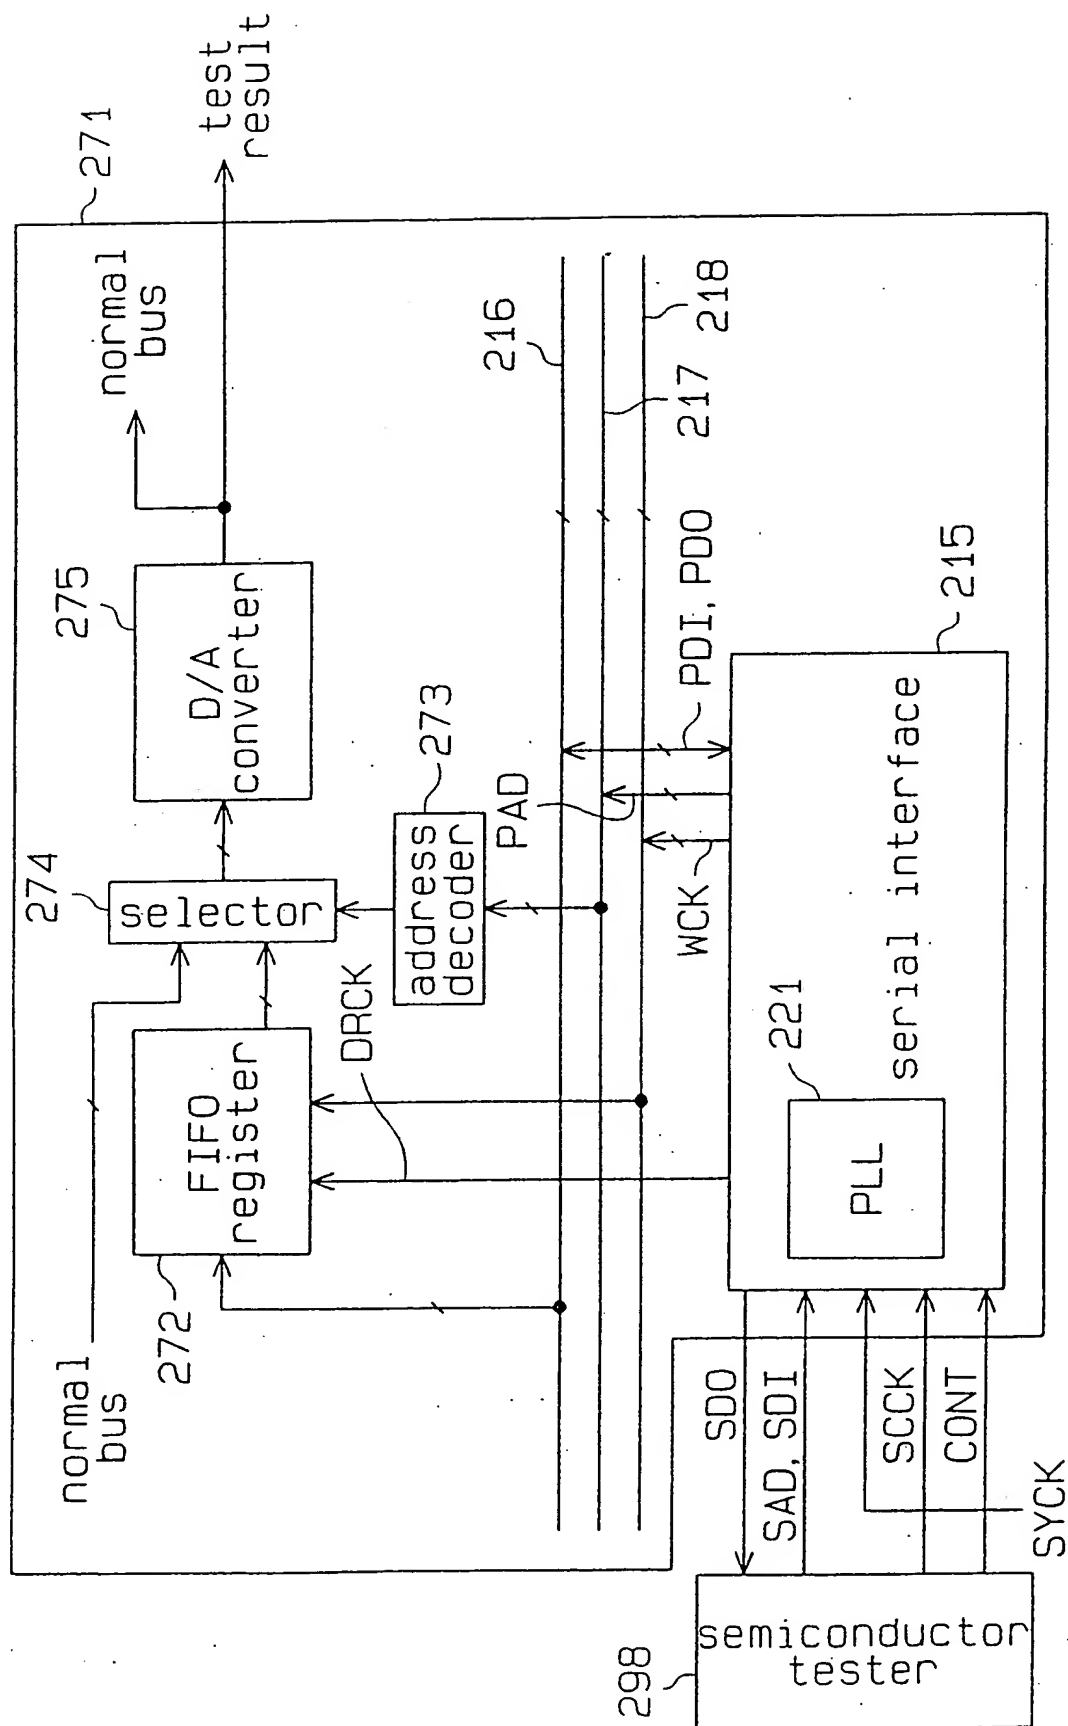 normal
bus
272
FIFO
register
DRCK
274
selector
address
decoder
273
275
D/A
converter
normal
bus
271
test
result
216
217
218
PAD
WCK
PDI, PDO
215
serial interface
221
PLL
SDO
SAD, SDI
SCCK
CONT
SYCK
298
semiconductor
tester